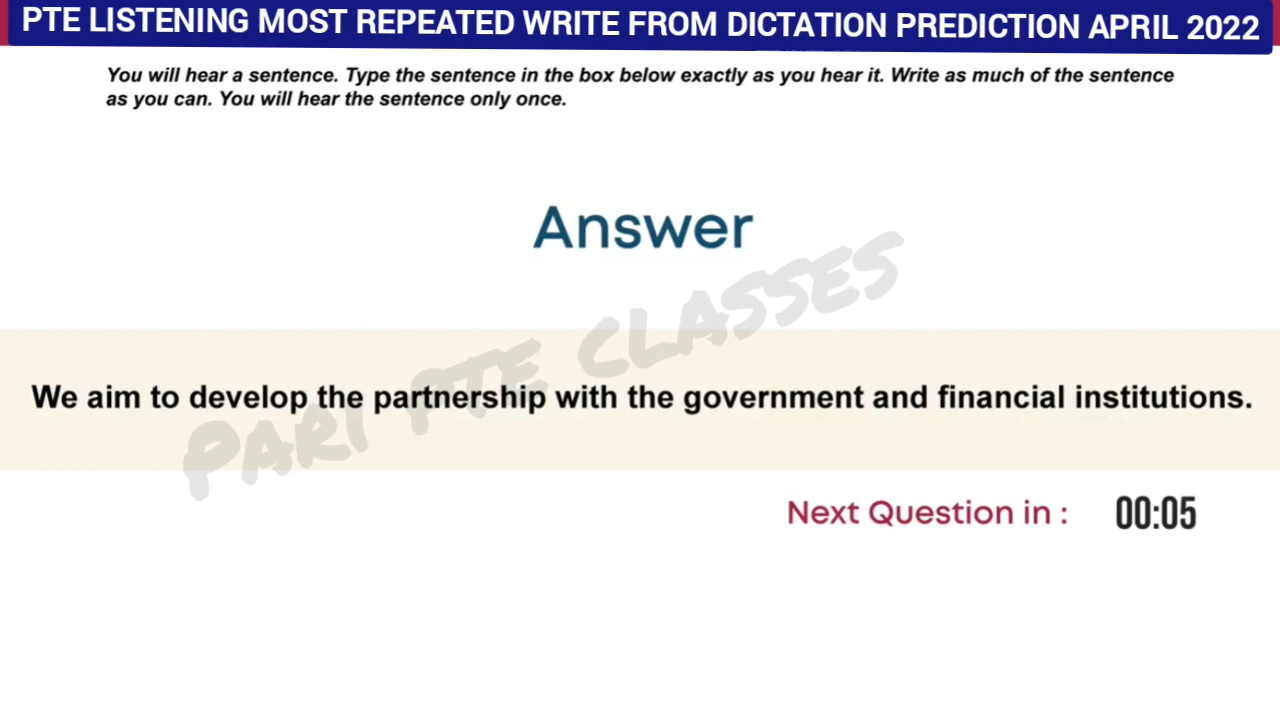 PTE LISTENING MOST REPEATED WRITE FROM DICTATION PREDICTION APRIL 2022
You will hear a sentence. Type the sentence in the box below exactly as you hear it. Write as much of the sentence
as you can. You will hear the sentence only once.
Answer
PARI PTE CLASSES
We aim to develop the partnership with the government and financial institutions.
Next Question in : 00:05